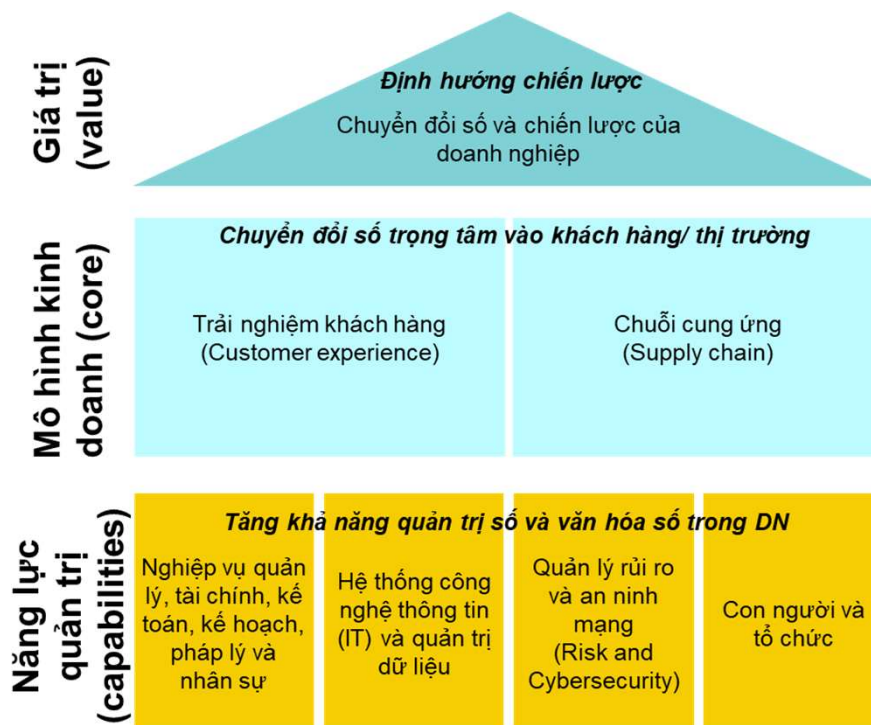 Giá trị
(value)
Định hướng chiến lược
Chuyển đổi số và chiến lược của
doanh nghiệp
Mô hình kinh
doanh (core)
Chuyển đổi số trọng tâm vào khách hàng/ thị trường
Trải nghiệm khách hàng
(Customer experience)
Chuỗi cung ứng
(Supply chain)
Năng lực
quản trị
(capabilities)
Tăng khả năng quản trị số và văn hóa số trong DN
Nghiệp vụ quản
lý, tài chính, kế
toán, kế hoạch,
pháp lý và
nhân sự
Hệ thống công
nghệ thông tin
(IT) và quản trị
dữ liệu
Quản lý rủi ro
và an ninh
mạng
(Risk and
Cybersecurity)
Con người và
tổ chức